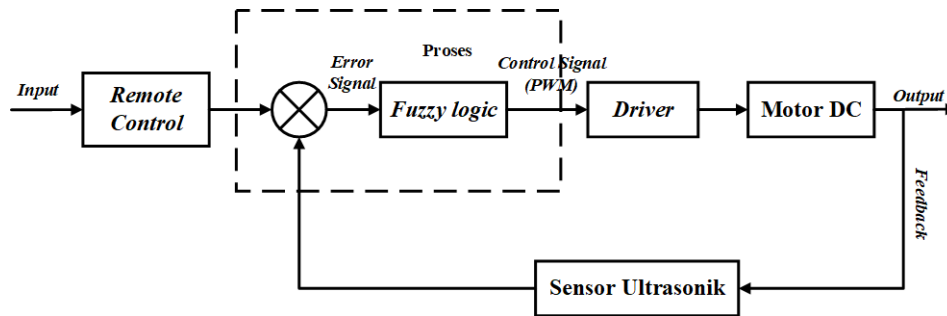 Proses
Input
Remote
Control
Error
Signal
Fuzzy logic
Control Signal
(PWM)
Driver
Motor DC
Output
Feedback
Sensor Ultrasonik